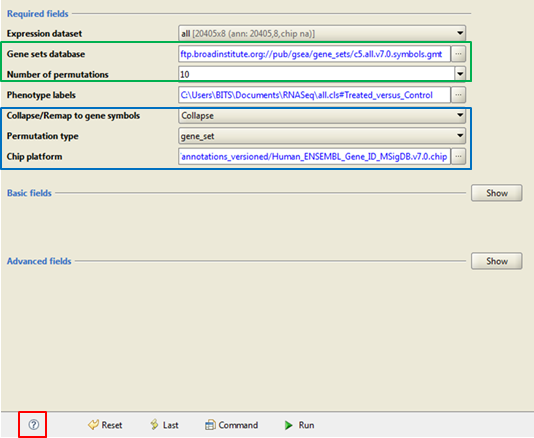 Required fields
Expression dataset all [20405x8 (ann: 20405,8,chip na)]
Gene sets database ftp.broadinstitute.org://pub/gsea/gene_sets/c5.all.v7.0.symbols.gmt ...
Number of permutations 10
Phenotype labels C:\Users\BITS\Documents\RNASeq\all.cls#Treated_versus_Control ...
Collapse/Remap to gene symbols Collapse
Permutation type gene_set
Chip platform annotations_versioned/Human_ENSEMBL_Gene_ID_MSigDB.v7.0.chip ...
Basic fields Show
Advanced fields Show
? Reset Last Command Run